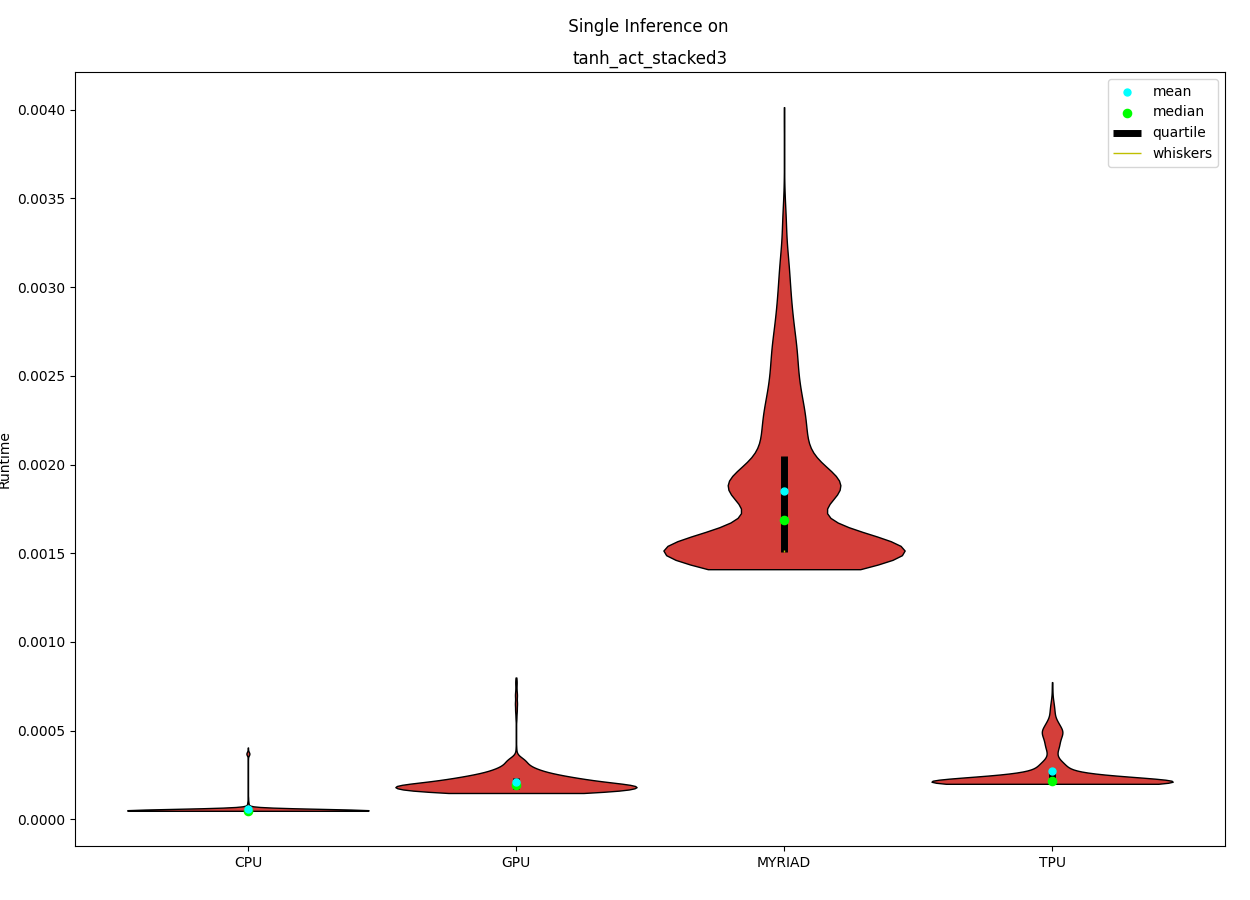 Single Inference on
tanh_act_stacked3
mean
median
quartile
whiskers
0.0040
0.0035
0.0030
0.0025
0.0020
0.0015
0.0010
0.0005
0.0000
Runtime
CPU GPU MYRIAD TPU